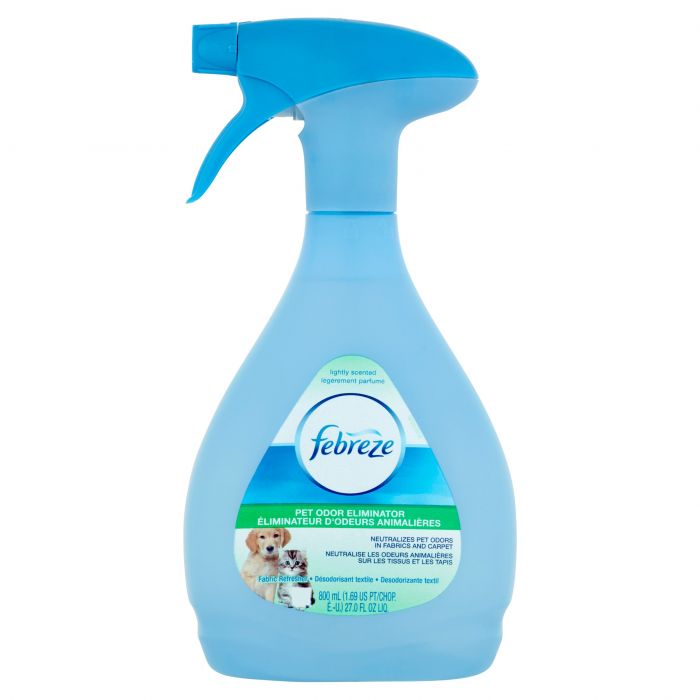 lightly scented
legerement parfumé
febreze
PET ODOR ELIMINATOR
ÉLIMINATEUR D'ODEURS ANIMALIÈRES
NEUTRALIZES PET ODORS
IN FABRICS AND CARPET
NEUTRALISE LES ODEURS ANIMALIÈRES
SUR LES TISSUS ET LES TAPIS
Fabric Refresher • Désodorisant textile • Desodorizante textil
800 mL (1.69 US PT/CHOP.
É.-U.) 27.0 FL OZ LIQ